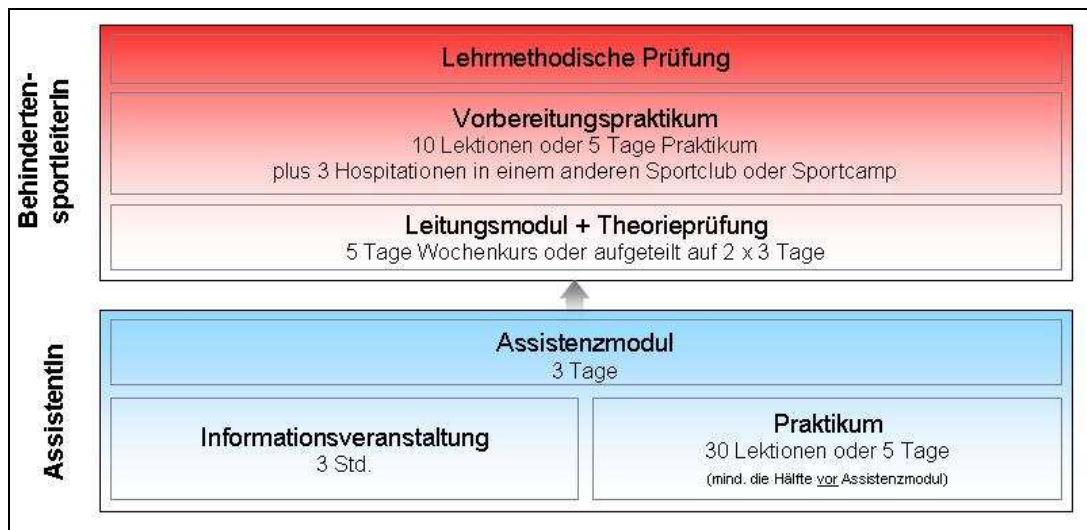 Behinderten-
sportleiterIn
Lehrmethodische Prüfung
Vorbereitungspraktikum
10 Lektionen oder 5 Tage Praktikum
plus 3 Hospitationen in einem anderen Sportclub oder Sportcamp
Leitungsmodul + Theorieprüfung
5 Tage Wochenkurs oder aufgeteilt auf 2 x 3 Tage
AssistentIn
Assistenzmodul
3 Tage
Informationsveranstaltung
3 Std.
Praktikum
30 Lektionen oder 5 Tage
(mind. die Hälfte vor Assistenzmodul)